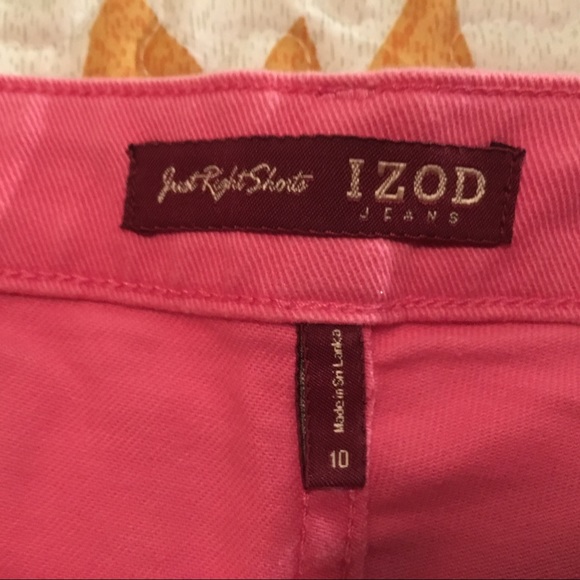 Just Right Shorts
IZOD
JEANS
Made in Sri Lanka
10